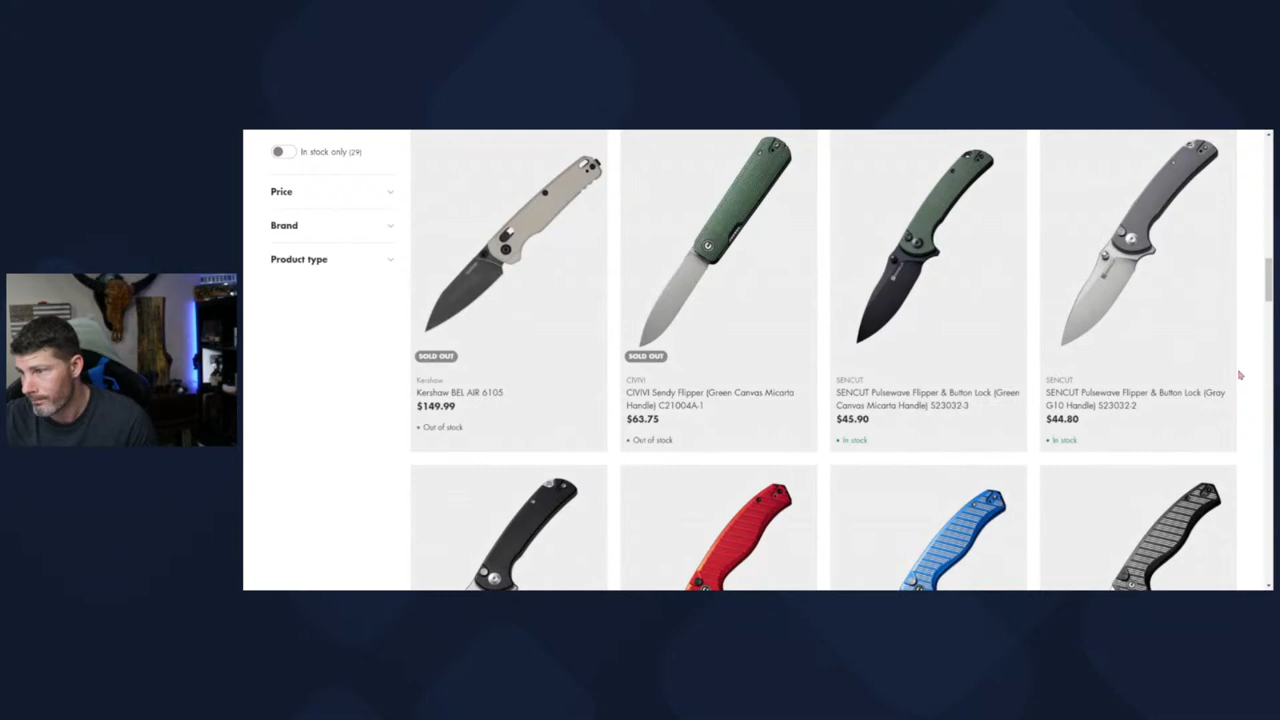 In stock only (29)
Price
Brand
Product type
SOLD OUT
Kershaw
Kershaw BEL AIR 6105
$149.99
• Out of stock
SOLD OUT
CIVIVI
CIVIVI Sendy Flipper (Green Canvas Micarta
Handle) C21004A-1
$63.75
• Out of stock
SENCUT
SENCUT Pulsewave Flipper & Button Lock (Green
Canvas Micarta Handle) S23032-3
$45.90
• In stock
SENCUT
SENCUT Pulsewave Flipper & Button Lock (Gray
G10 Handle) S23032-2
$44.80
• In stock